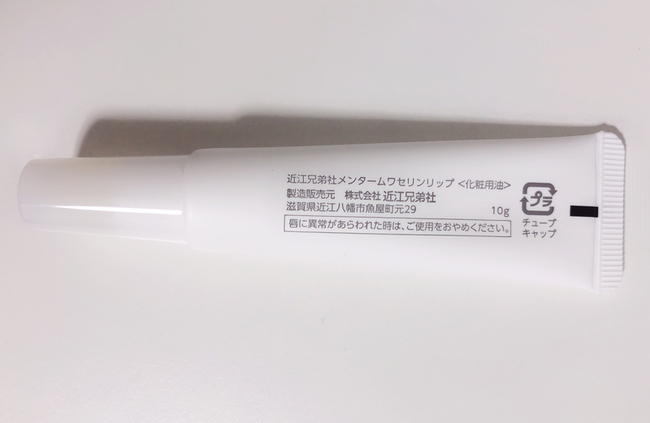 近江兄弟社メンタームワセリンリップ <化粧用油>
製造販売元 株式会社 近江兄弟社
滋賀県近江八幡市魚屋町元29 10g
唇に異常があらわれた時は、ご使用をおやめください。
プラ
チューブ
キャップ